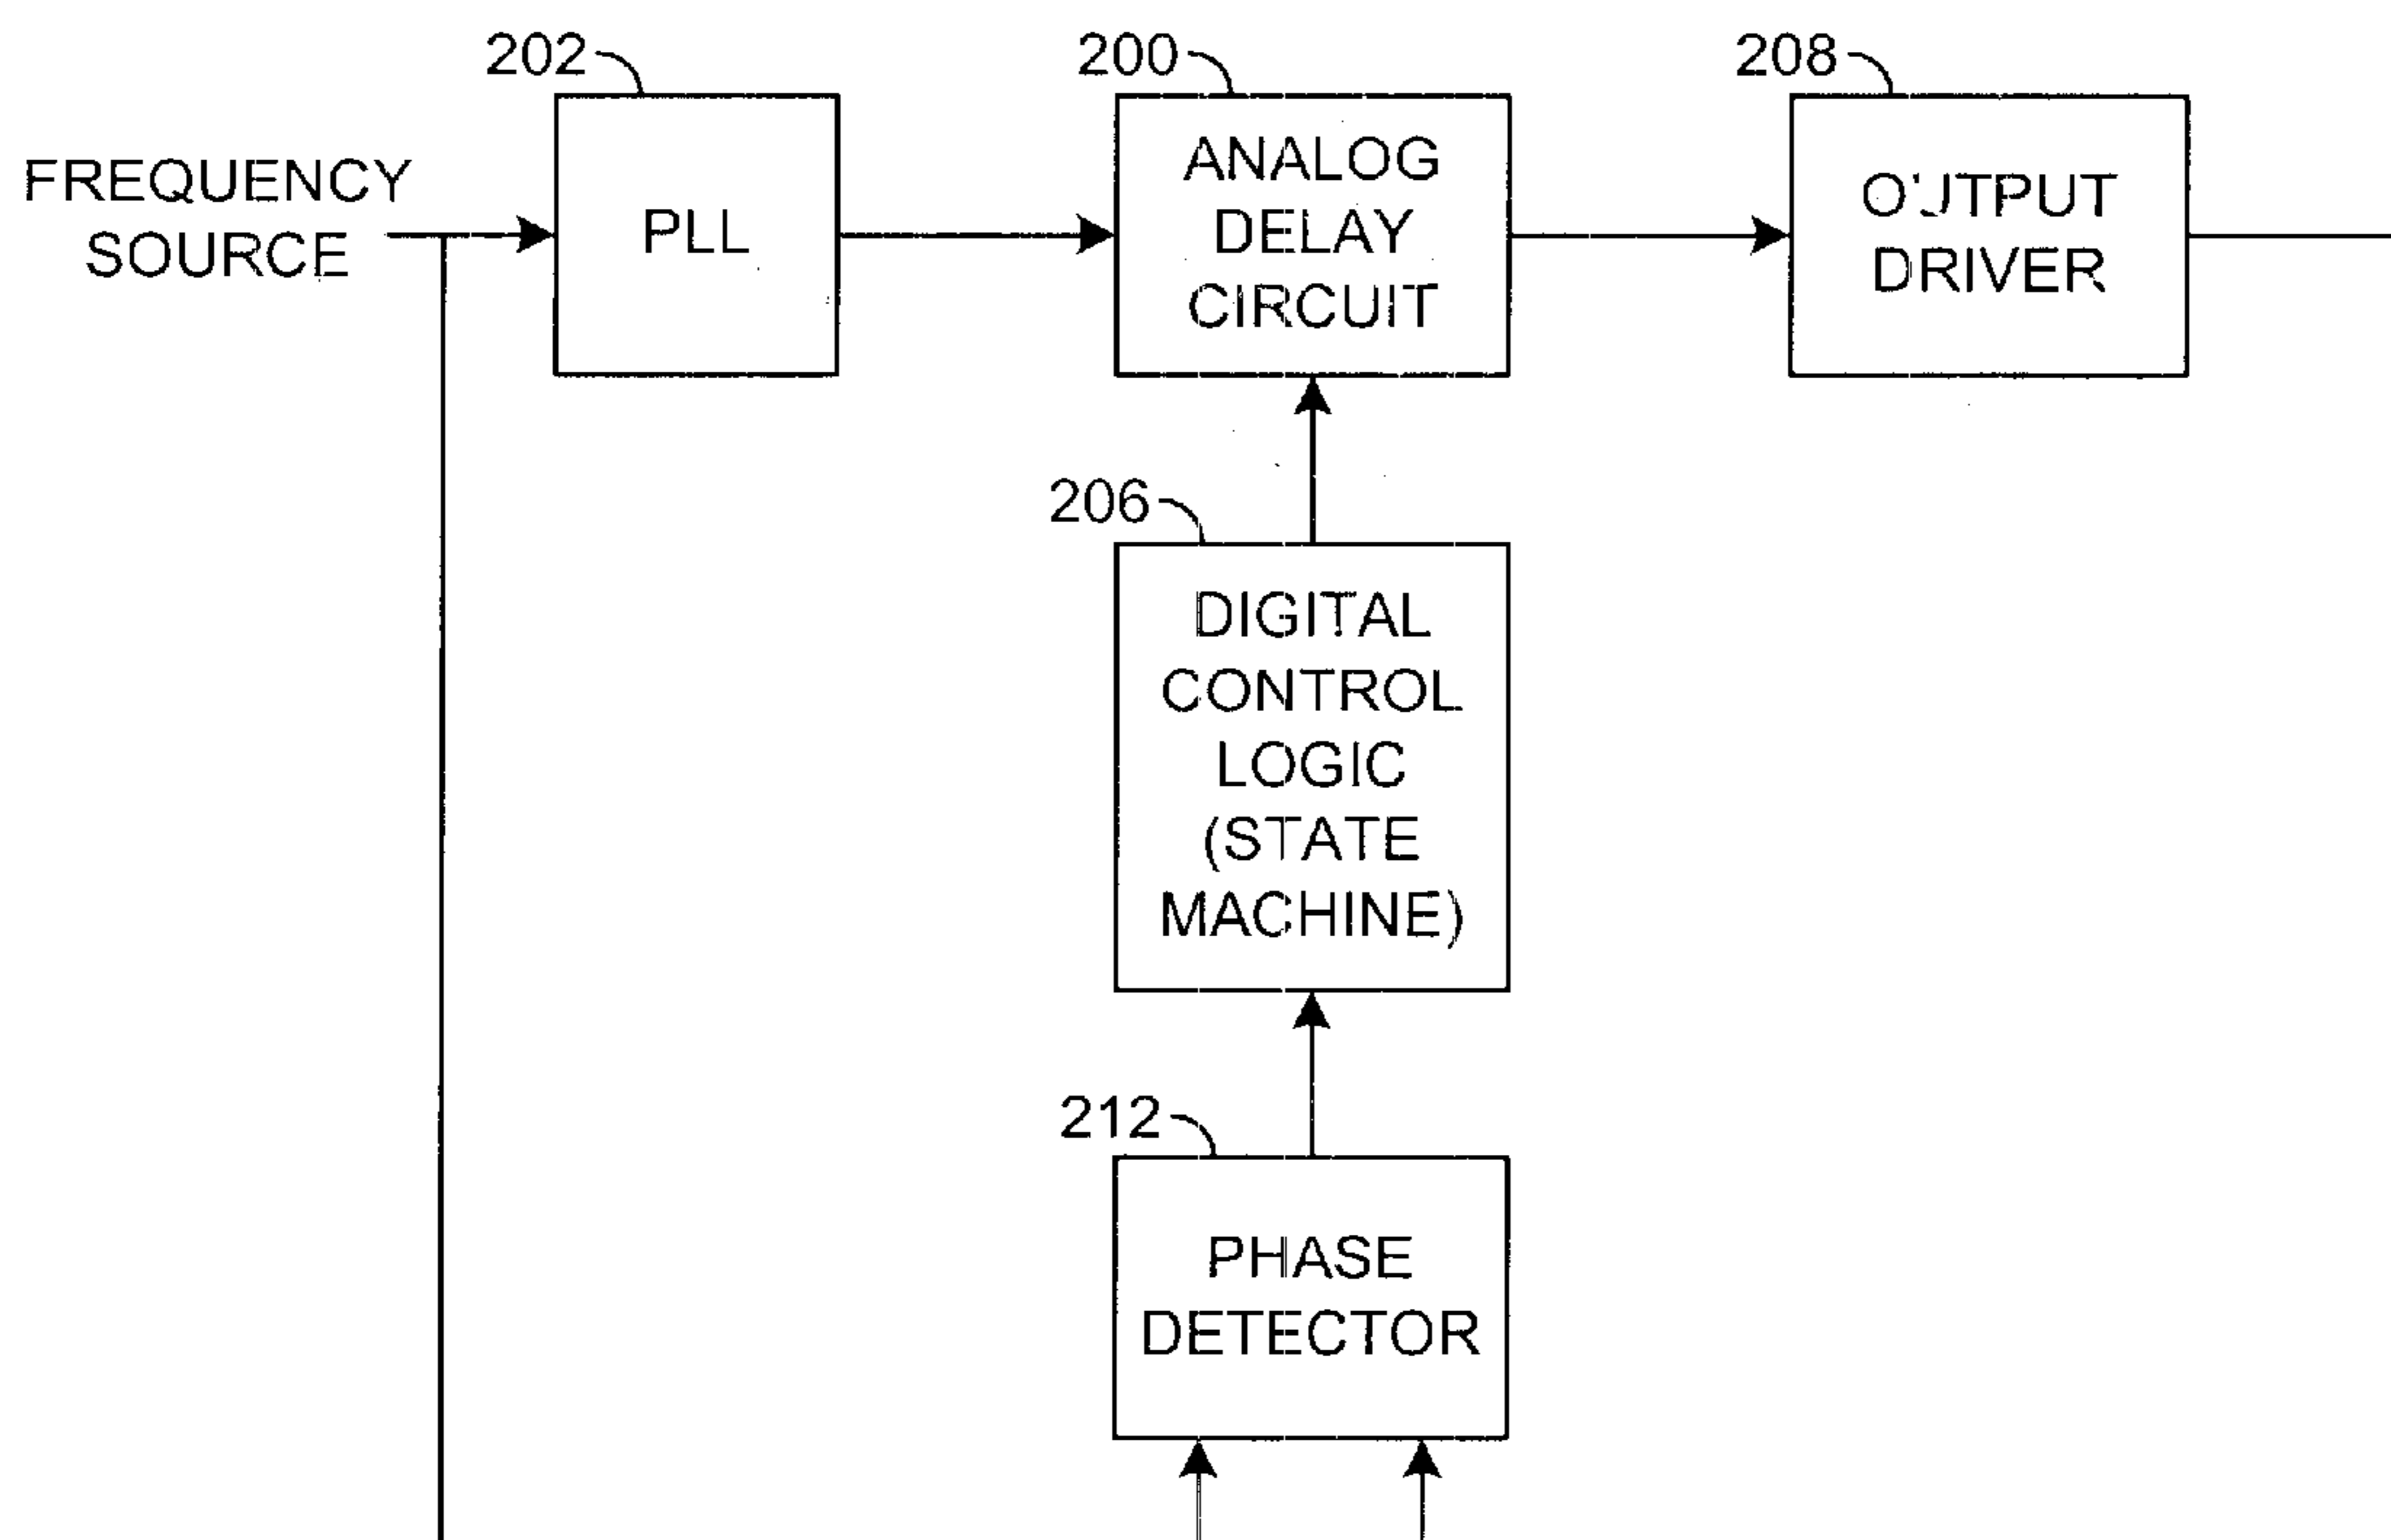 202
200
208
FREQUENCY
SOURCE
PLL
ANALOG
DELAY
CIRCUIT
OUTPUT
DRIVER
206
DIGITAL
CONTROL
LOGIC
(STATE
MACHINE)
212
PHASE
DETECTOR